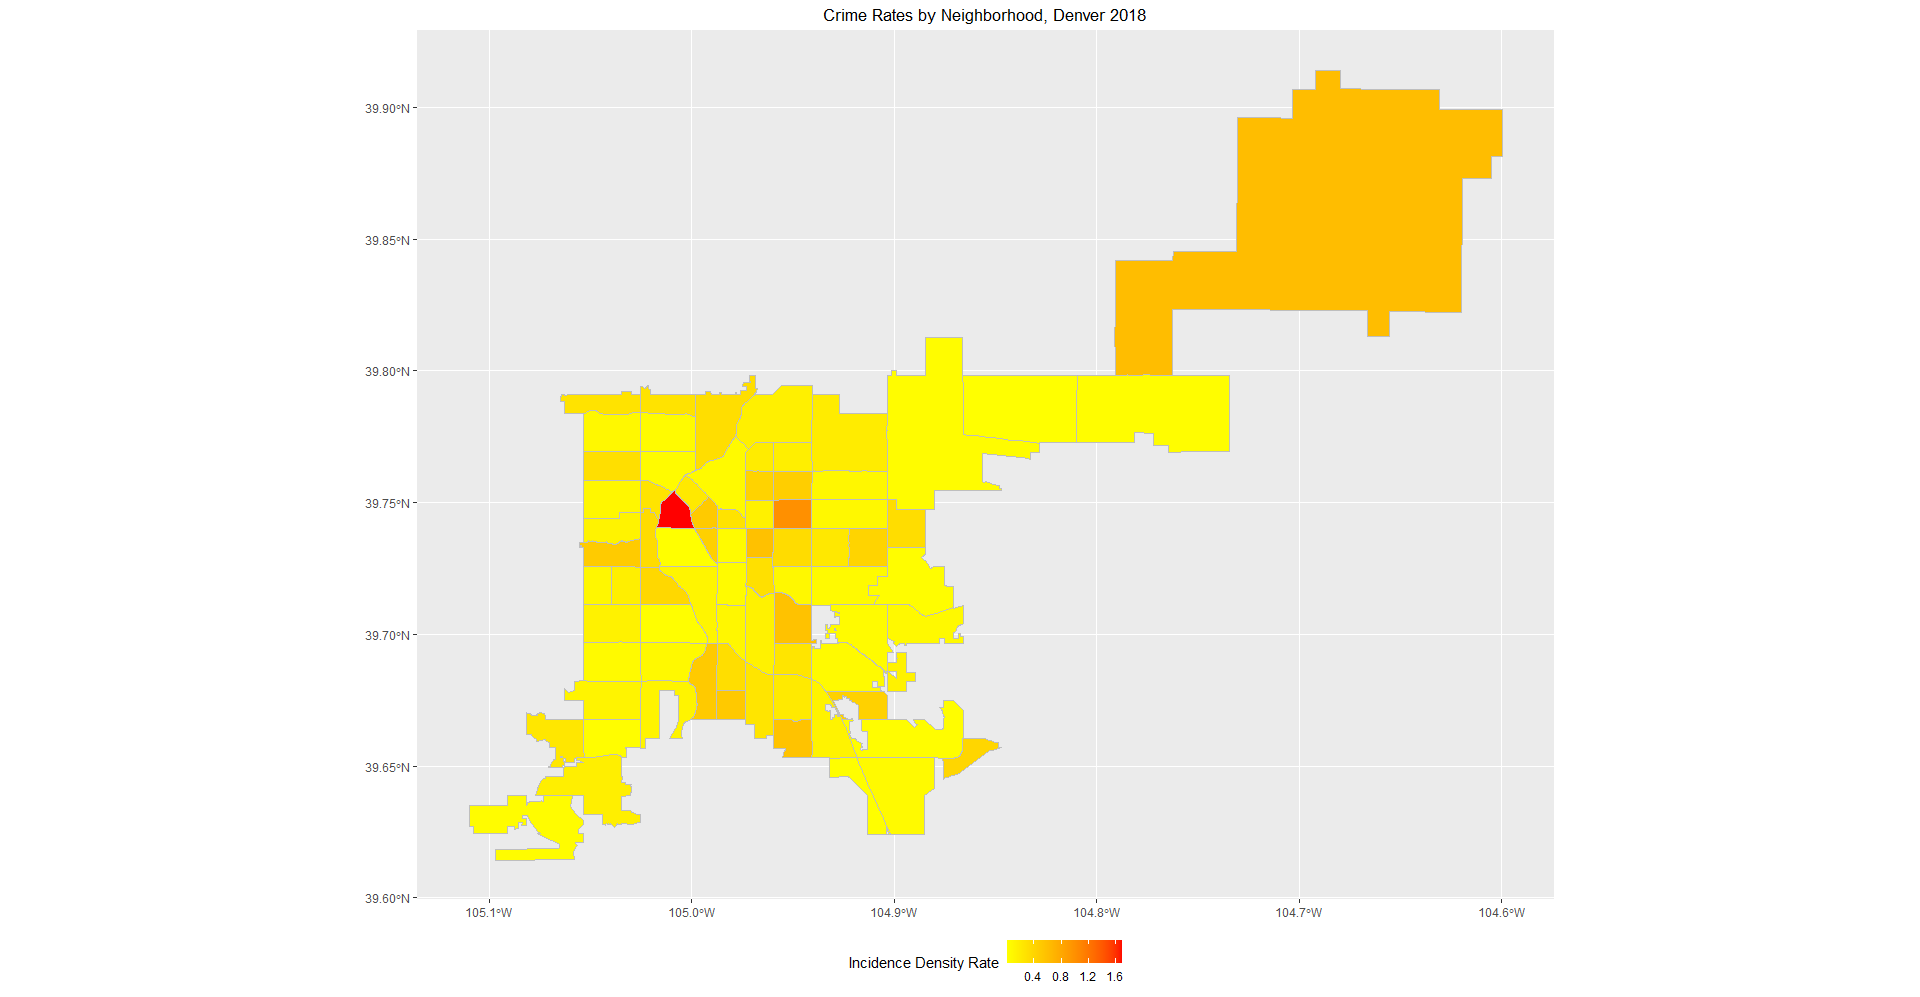 Crime Rates by Neighborhood, Denver 2018
39.90°N
39.85°N
39.80°N
39.75°N
39.70°N
39.65°N
39.60°N
105.1°W 105.0°W 104.9°W 104.8°W 104.7°W 104.6°W
Incidence Density Rate
0.4 0.8 1.2 1.6